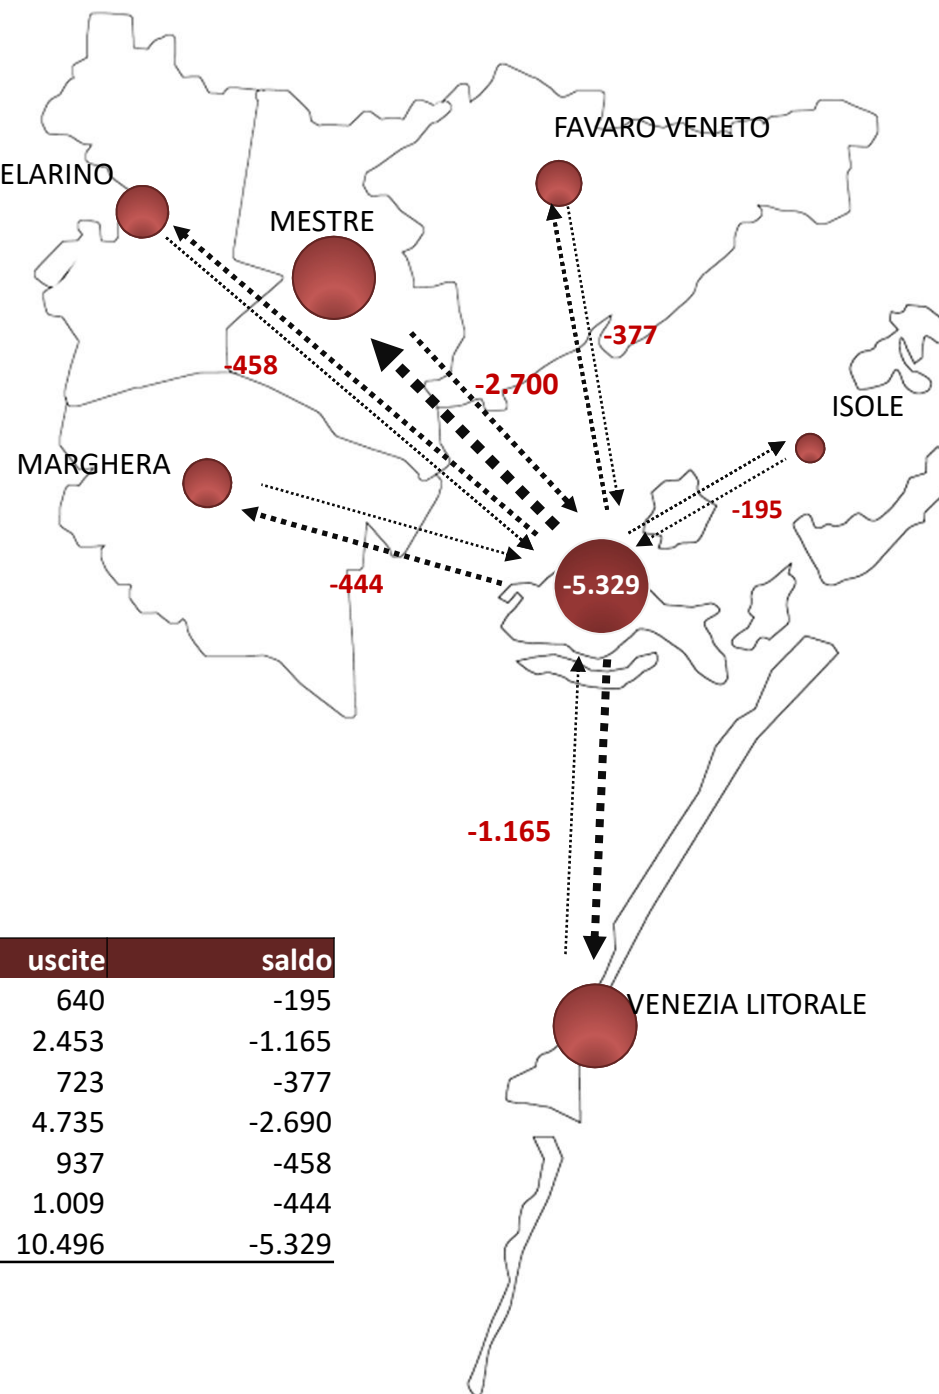 FAVARO VENETO
ELARINO
MESTRE
-377
-458
-2.700
ISOLE
MARGHERA
-195
-444
-5.329
-1.165
uscite saldo
640 -195
VENEZIA LITORALE
2.453 -1.165
723 -377
4.735 -2.690
937 -458
1.009 -444
10.496 -5.329